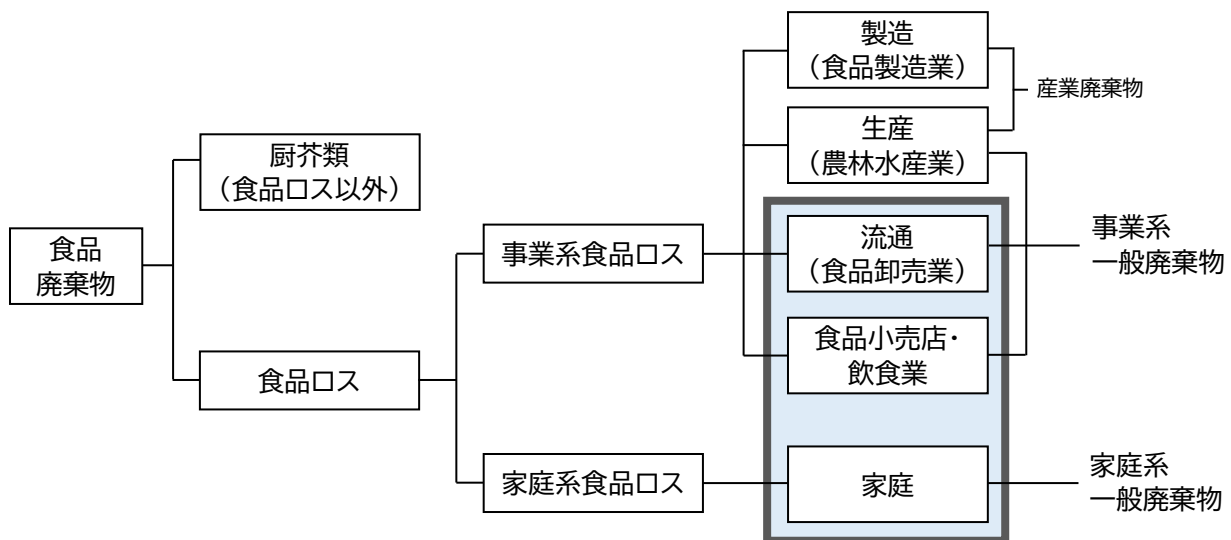 製造
（食品製造業）
産業廃棄物
生産
（農林水産業）
厨芥類
（食品ロス以外）
食品
廃棄物
事業系食品ロス
流通
（食品卸売業）
事業系
一般廃棄物
食品小売店・
飲食業
食品ロス
家庭系食品ロス
家庭
家庭系
一般廃棄物